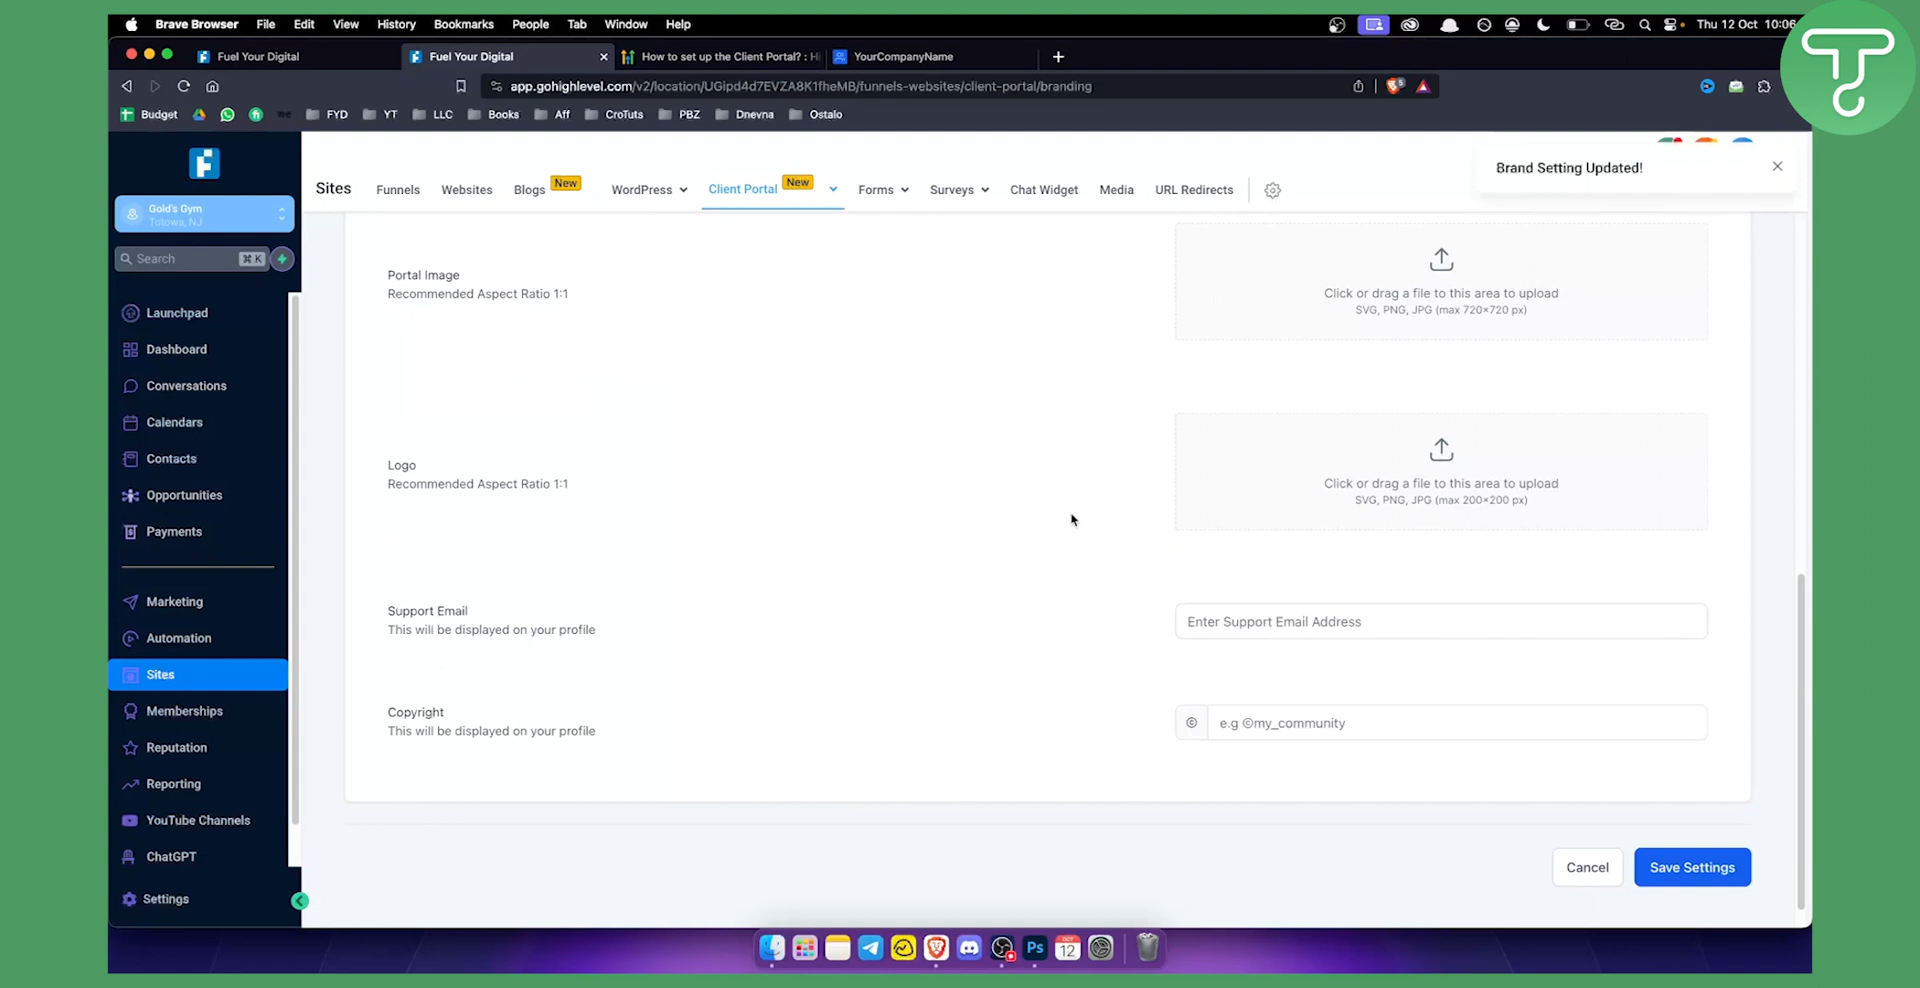 Brave Browser File Edit View History Bookmarks People Tab Window Help Thu 12 Oct 10:06
Fuel Your Digital
Fuel Your Digital
How to set up the Client Portal? : Hi
YourCompanyName
app.gohighlevel.com/v2/location/UGipd4d7EVZA8K1fheMB/funnels-websites/client-portal/branding
5
Budget FYD YT LLC Books Aff CroTuts PBZ Dnevna Ostalo
Gold's Gym
Totowa, NJ
Search ⌘ K
Launchpad
Dashboard
Conversations
Calendars
Contacts
Opportunities
Payments
Marketing
Automation
Sites
Memberships
Reputation
Reporting
YouTube Channels
ChatGPT
Settings
Sites Funnels Websites Blogs New WordPress Client Portal New Forms Surveys Chat Widget Media URL Redirects
Brand Setting Updated!
Portal Image
Recommended Aspect Ratio 1:1
Click or drag a file to this area to upload
SVG, PNG, JPG (max 720×720 px)
Logo
Recommended Aspect Ratio 1:1
Click or drag a file to this area to upload
SVG, PNG, JPG (max 200×200 px)
Support Email
This will be displayed on your profile
Enter Support Email Address
Copyright
This will be displayed on your profile
© e.g ©my_community
Cancel
Save Settings
Ps
OCT
12